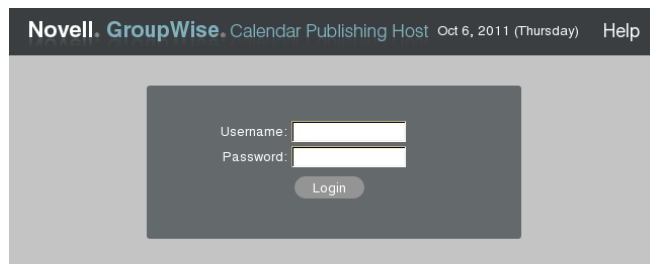 Novell. GroupWise. Calendar Publishing Host Oct 6, 2011 (Thursday) Help
Username:
Password:
Login